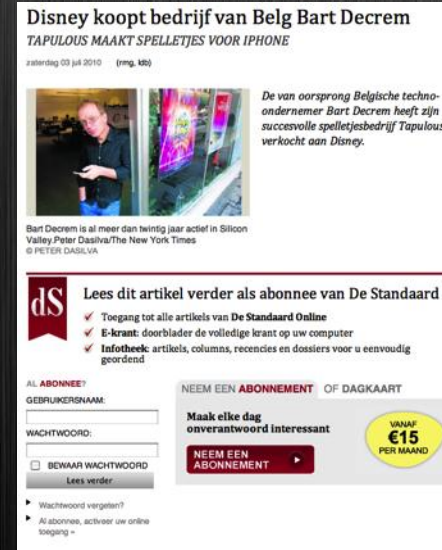 Disney koopt bedrijf van Belg Bart Decrem
TAPULOUS MAAKT SPELLETJES VOOR IPHONE
zaterdag 03 juli 2010 (rmg, ldb)
De van oorsprong Belgische techno-
ondernemer Bart Decrem heeft zijn
succesvolle spelletjesbedrijf Tapulous
verkocht aan Disney.
Bart Decrem is al meer dan twintig jaar actief in Silicon
Valley.Peter Dasilva/The New York Times
© PETER DASILVA
dS
Lees dit artikel verder als abonnee van De Standaard
Toegang tot alle artikels van De Standaard Online
E-krant: doorblader de volledige krant op uw computer
Infotheek: artikels, columns, recencies en dossiers voor u eenvoudig
geordend
AL ABONNEE?
GEBRUIKERSNAAM:
WACHTWOORD:
BEWAAR WACHTWOORD
Lees verder
Wachtwoord vergeten?
Al abonnee, activeer uw online
toegang »
NEEM EEN ABONNEMENT OF DAGKAART
Maak elke dag
onverantwoord interessant
NEEM EEN
ABONNEMENT
VANAF
€15
PER MAAND